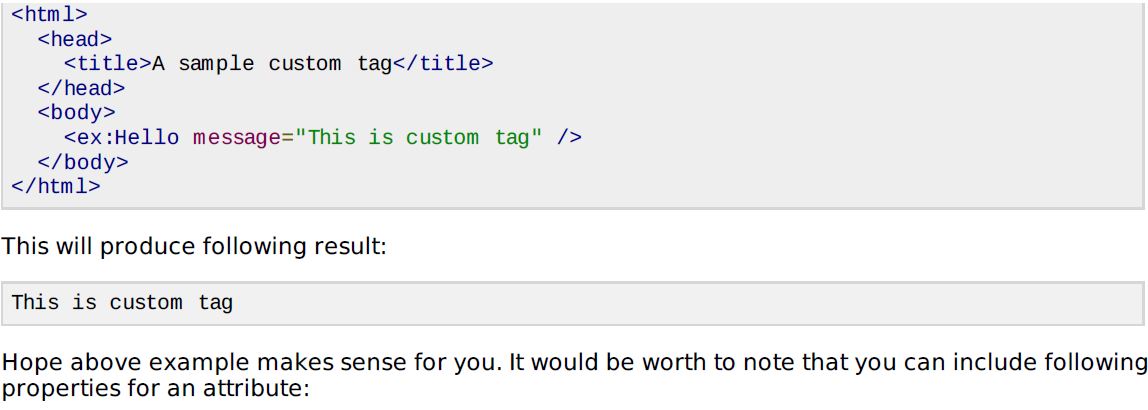 <html>
<head>
<title>A sample custom tag</title>
</head>
<body>
<ex:Hello message="This is custom tag" />
</body>
</html>
This will produce following result:
This is custom tag
Hope above example makes sense for you. It would be worth to note that you can include following
properties for an attribute: